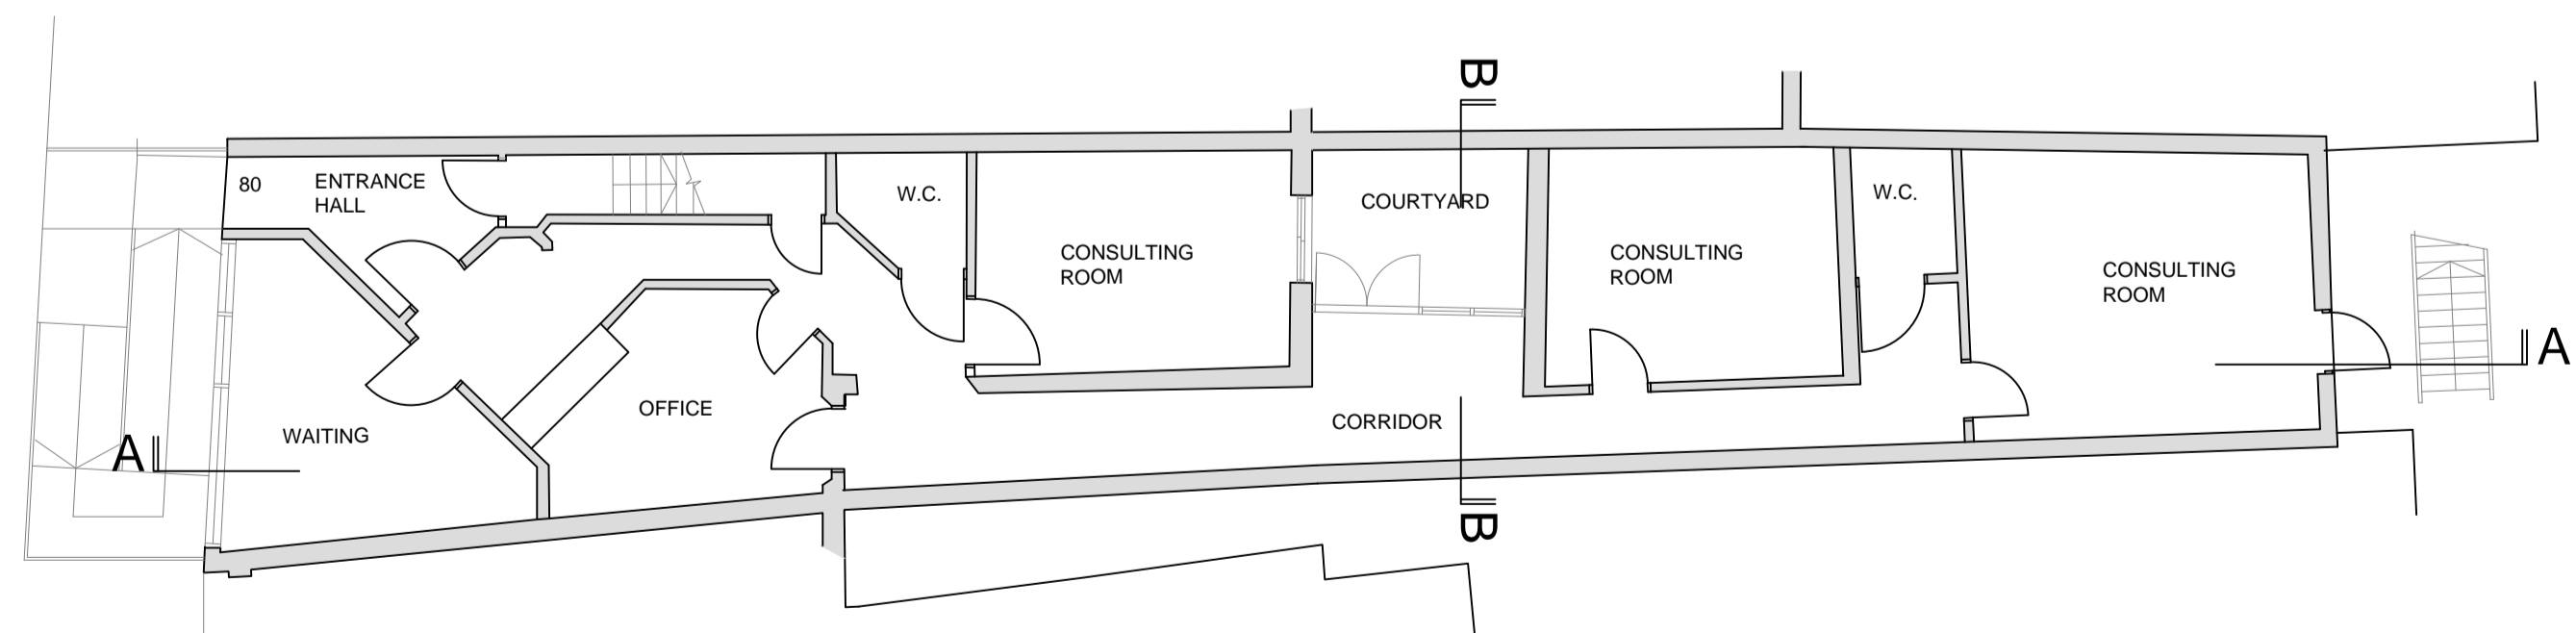 B
80
ENTRANCE
HALL
W.C.
CONSULTING
ROOM
COURTYARD
CONSULTING
ROOM
W.C.
CONSULTING
ROOM
A
WAITING
A
OFFICE
CORRIDOR
B